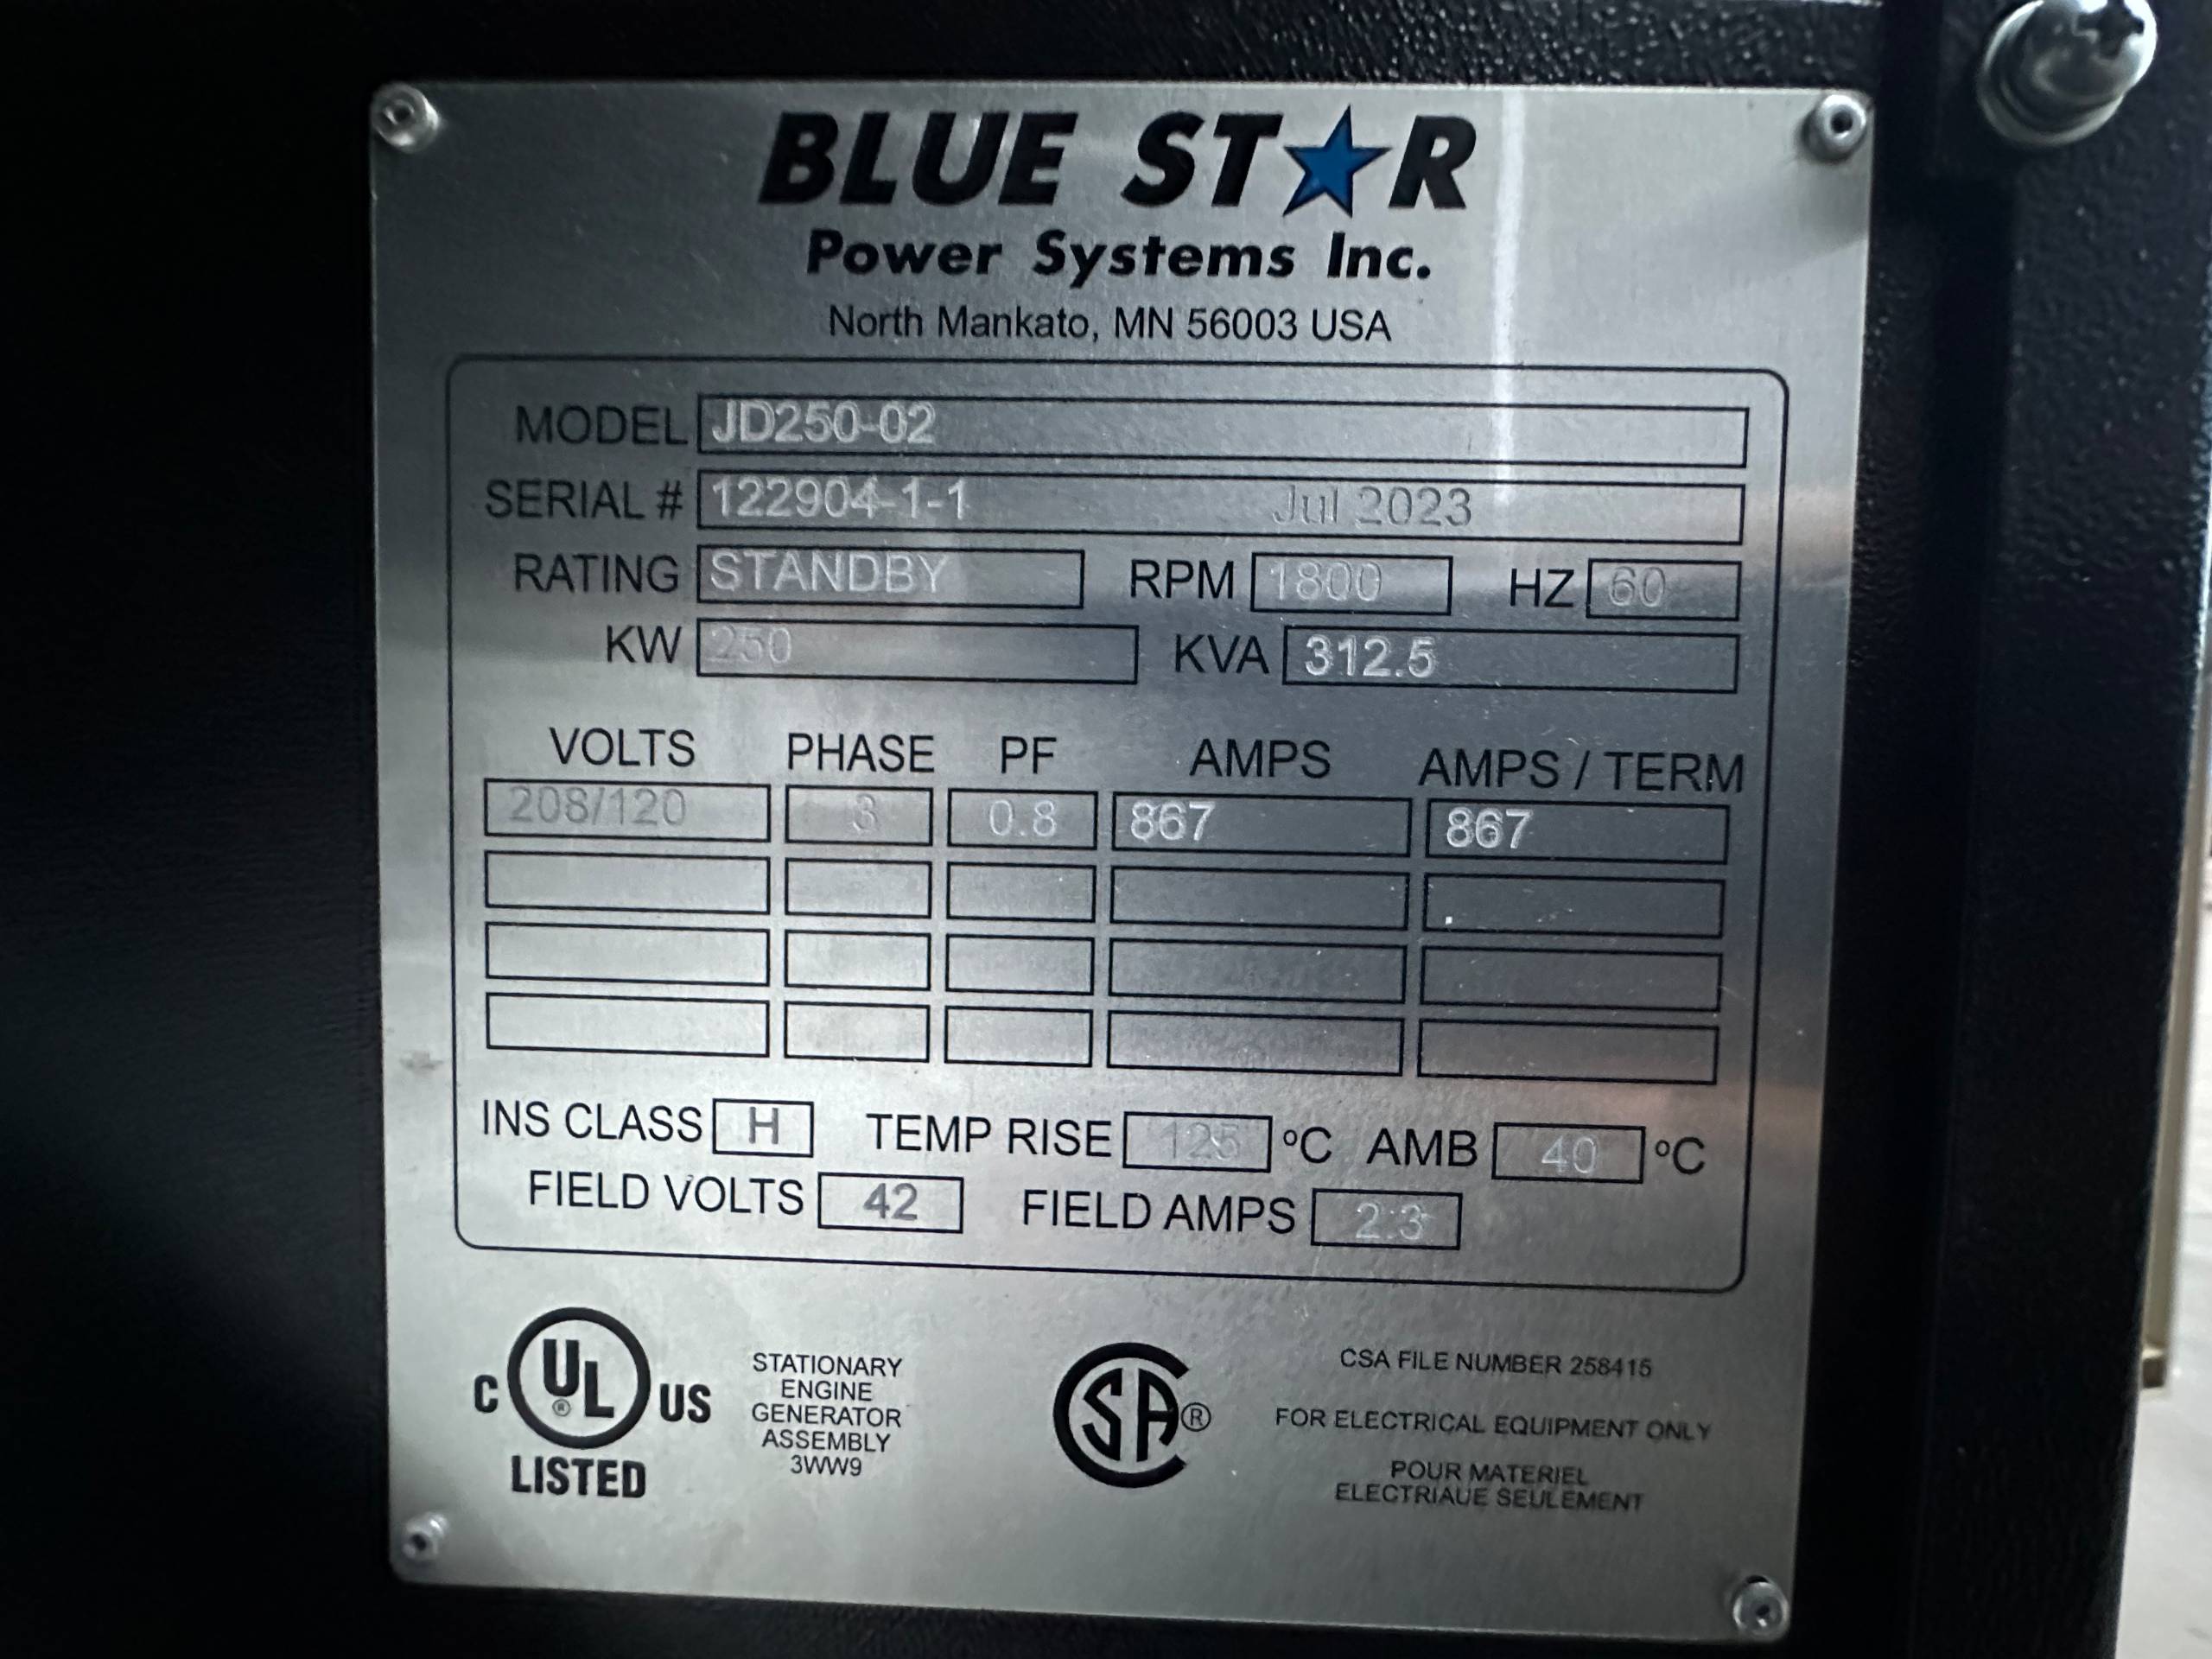 BLUE ST★R
Power Systems Inc.
North Mankato, MN 56003 USA
MODEL JD250-02
SERIAL # 122904-1-1 Jul 2023
RATING STANDBY RPM 1800 HZ 60
KW 250 KVA 312.5
VOLTS PHASE PF AMPS AMPS / TERM
208/120 3 0.8 867 867
INS CLASS H TEMP RISE 125 ºC AMB 40 ºC
FIELD VOLTS 42 FIELD AMPS 2.3
C UL ® US
LISTED
STATIONARY
ENGINE
GENERATOR
ASSEMBLY
3WW9
CSA ®
CSA FILE NUMBER 258415
FOR ELECTRICAL EQUIPMENT ONLY
POUR MATERIEL
ELECTRIAUE SEULEMENT